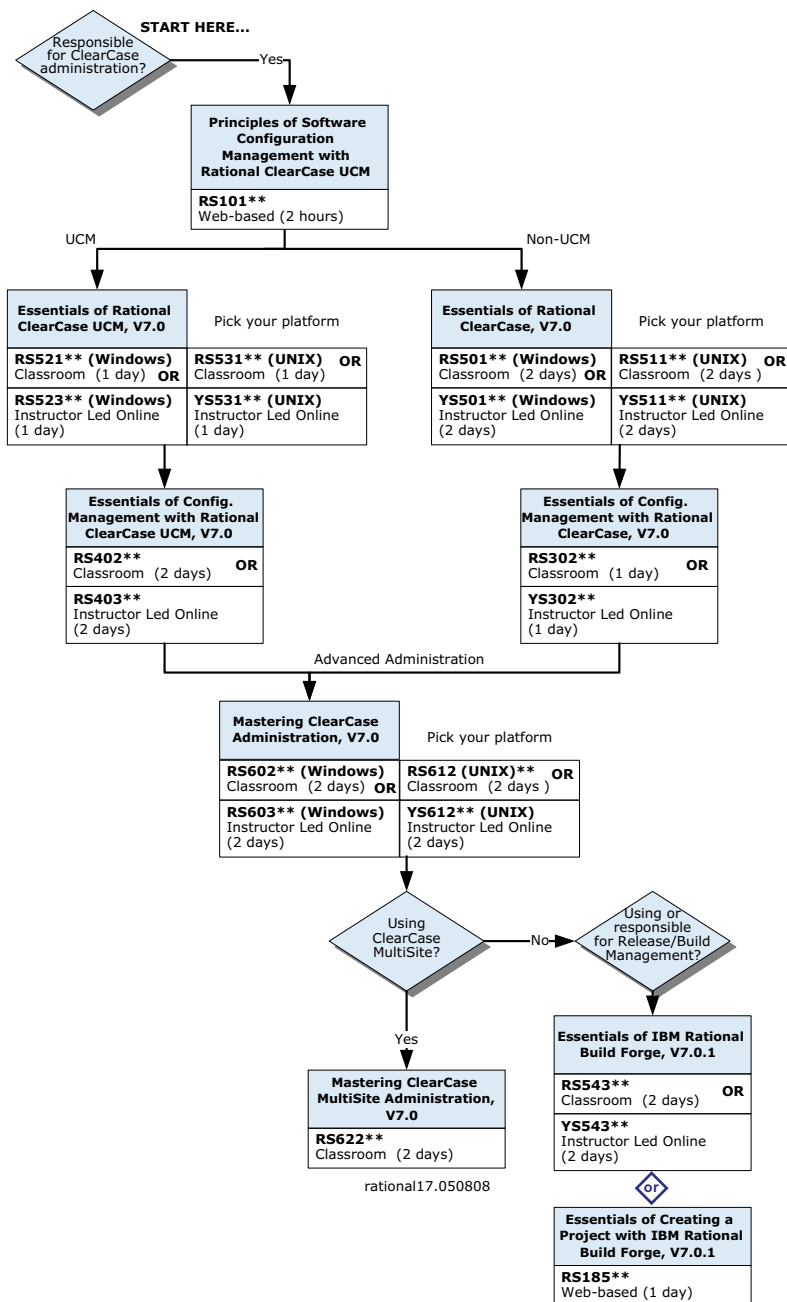 START HERE...
Responsible
for ClearCase
administration?
Yes
Principles of Software
Configuration
Management with
Rational ClearCase UCM
RS101**
Web-based (2 hours)
UCM
Non-UCM
Essentials of Rational
ClearCase UCM, V7.0
Pick your platform
RS521** (Windows)
Classroom (1 day) OR
RS531** (UNIX) OR
Classroom (1 day)
RS523** (Windows)
Instructor Led Online
(1 day)
YS531** (UNIX)
Instructor Led Online
(1 day)
Essentials of Rational
ClearCase, V7.0
Pick your platform
RS501** (Windows)
Classroom (2 days) OR
RS511** (UNIX) OR
Classroom (2 days )
YS501** (Windows)
Instructor Led Online
(2 days)
YS511** (UNIX)
Instructor Led Online
(2 days)
Essentials of Config.
Management with Rational
ClearCase UCM, V7.0
RS402**
Classroom (2 days) OR
RS403**
Instructor Led Online
(2 days)
Essentials of Config.
Management with Rational
ClearCase, V7.0
RS302**
Classroom (1 day) OR
YS302**
Instructor Led Online
(1 day)
Advanced Administration
Mastering ClearCase
Administration, V7.0
Pick your platform
RS602** (Windows)
Classroom (2 days) OR
RS612 (UNIX)** OR
Classroom (2 days )
RS603** (Windows)
Instructor Led Online
(2 days)
YS612** (UNIX)
Instructor Led Online
(2 days)
Using
ClearCase
MultiSite?
No
Using or
responsible
for Release/Build
Management?
Yes
Mastering ClearCase
MultiSite Administration,
V7.0
RS622**
Classroom (2 days)
rational17.050808
Essentials of IBM Rational
Build Forge, V7.0.1
RS543**
Classroom (2 days) OR
YS543**
Instructor Led Online
(2 days)
or
Essentials of Creating a
Project with IBM Rational
Build Forge, V7.0.1
RS185**
Web-based (1 day)